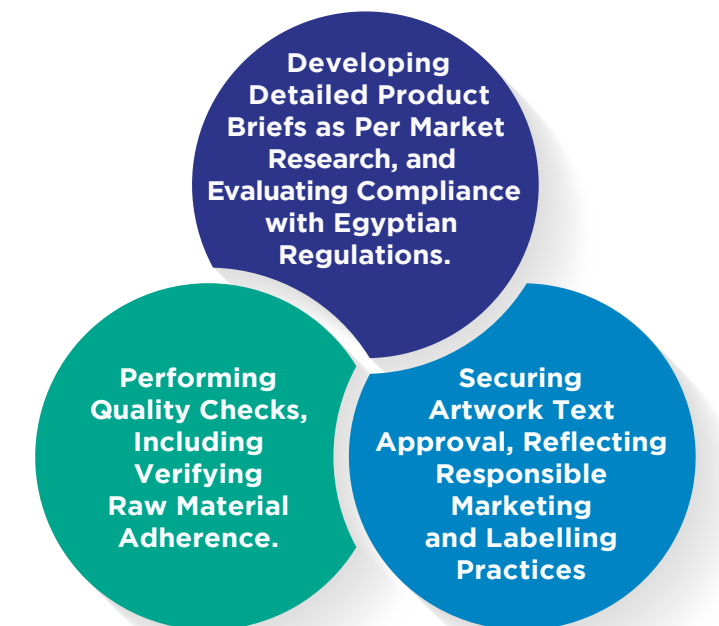 Developing
Detailed Product
Briefs as Per Market
Research, and
Evaluating Compliance
with Egyptian
Regulations.
Performing
Quality Checks,
Including
Verifying
Raw Material
Adherence.
Securing
Artwork Text
Approval, Reflecting
Responsible
Marketing
and Labelling
Practices